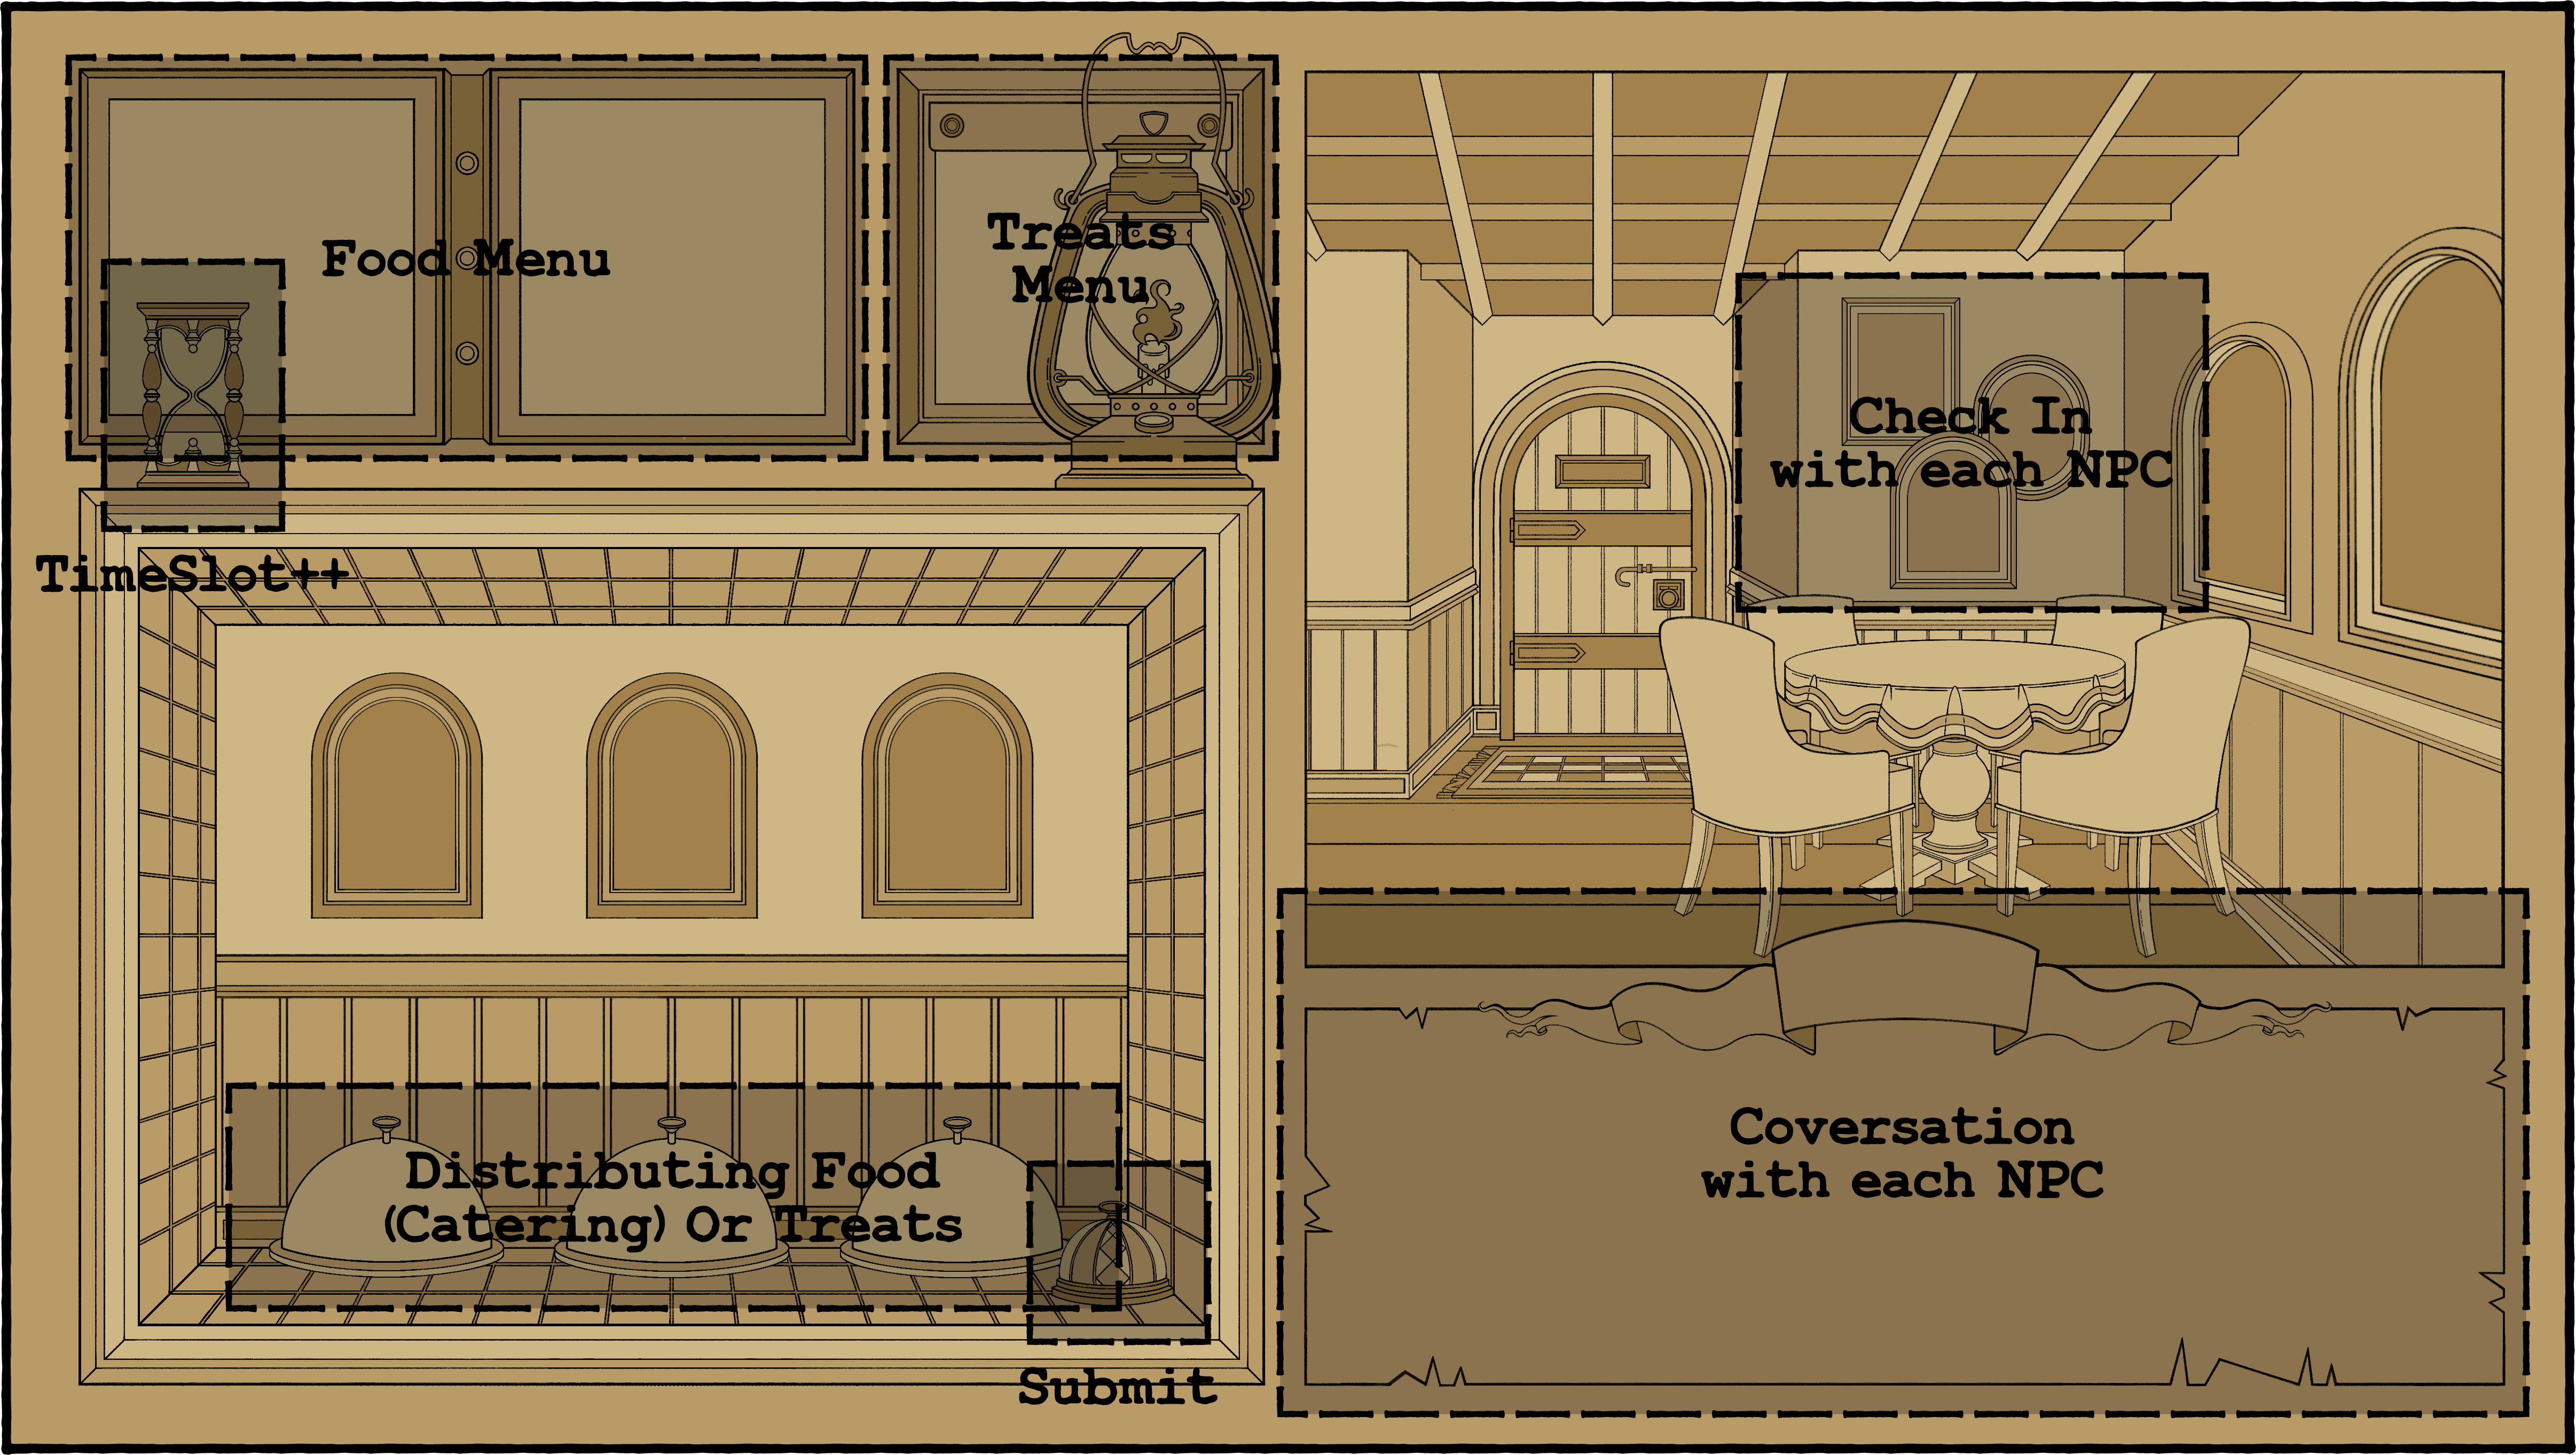 Food Menu
Treats
Menu
Check In
with each NPC
TimeSlot++
Distributing Food
(Catering) Or Treats
Coversation
with each NPC
Submit